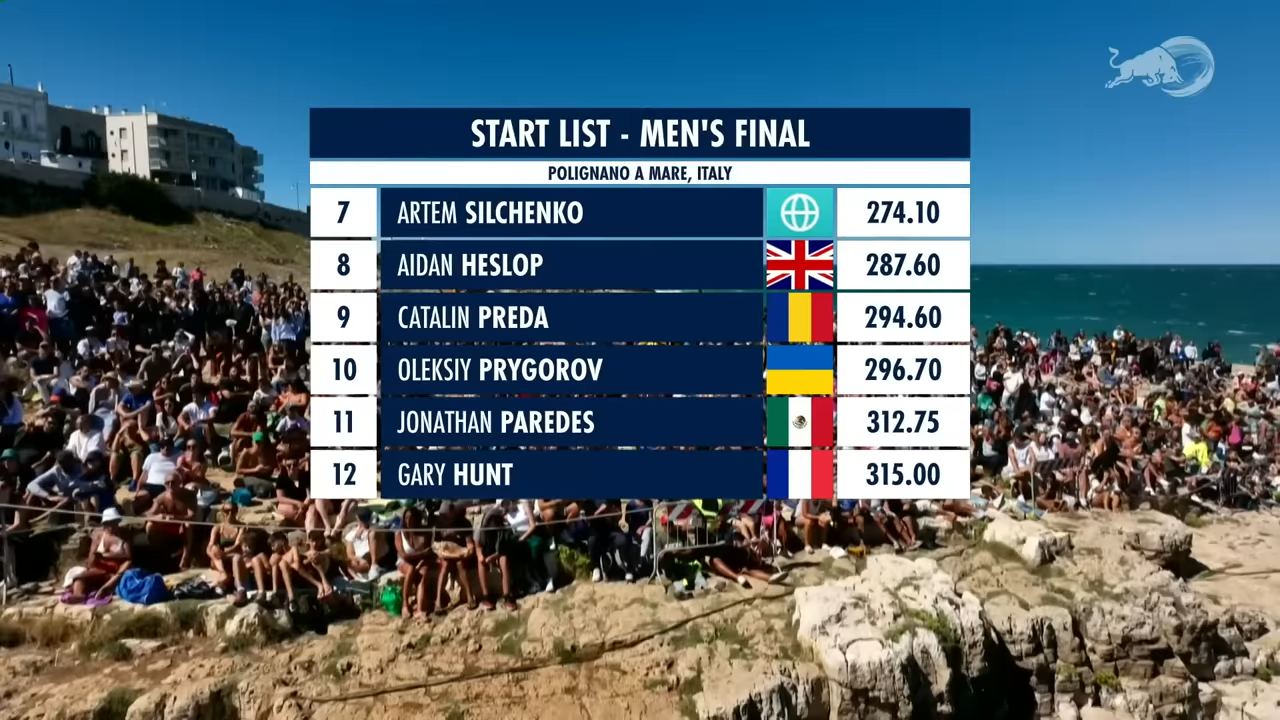 START LIST - MEN'S FINAL
POLIGNANO A MARE, ITALY
7 ARTEM SILCHENKO 274.10
8 AIDAN HESLOP 287.60
9 CATALIN PREDA 294.60
10 OLEKSIY PRYGOROV 296.70
11 JONATHAN PAREDES 312.75
12 GARY HUNT 315.00